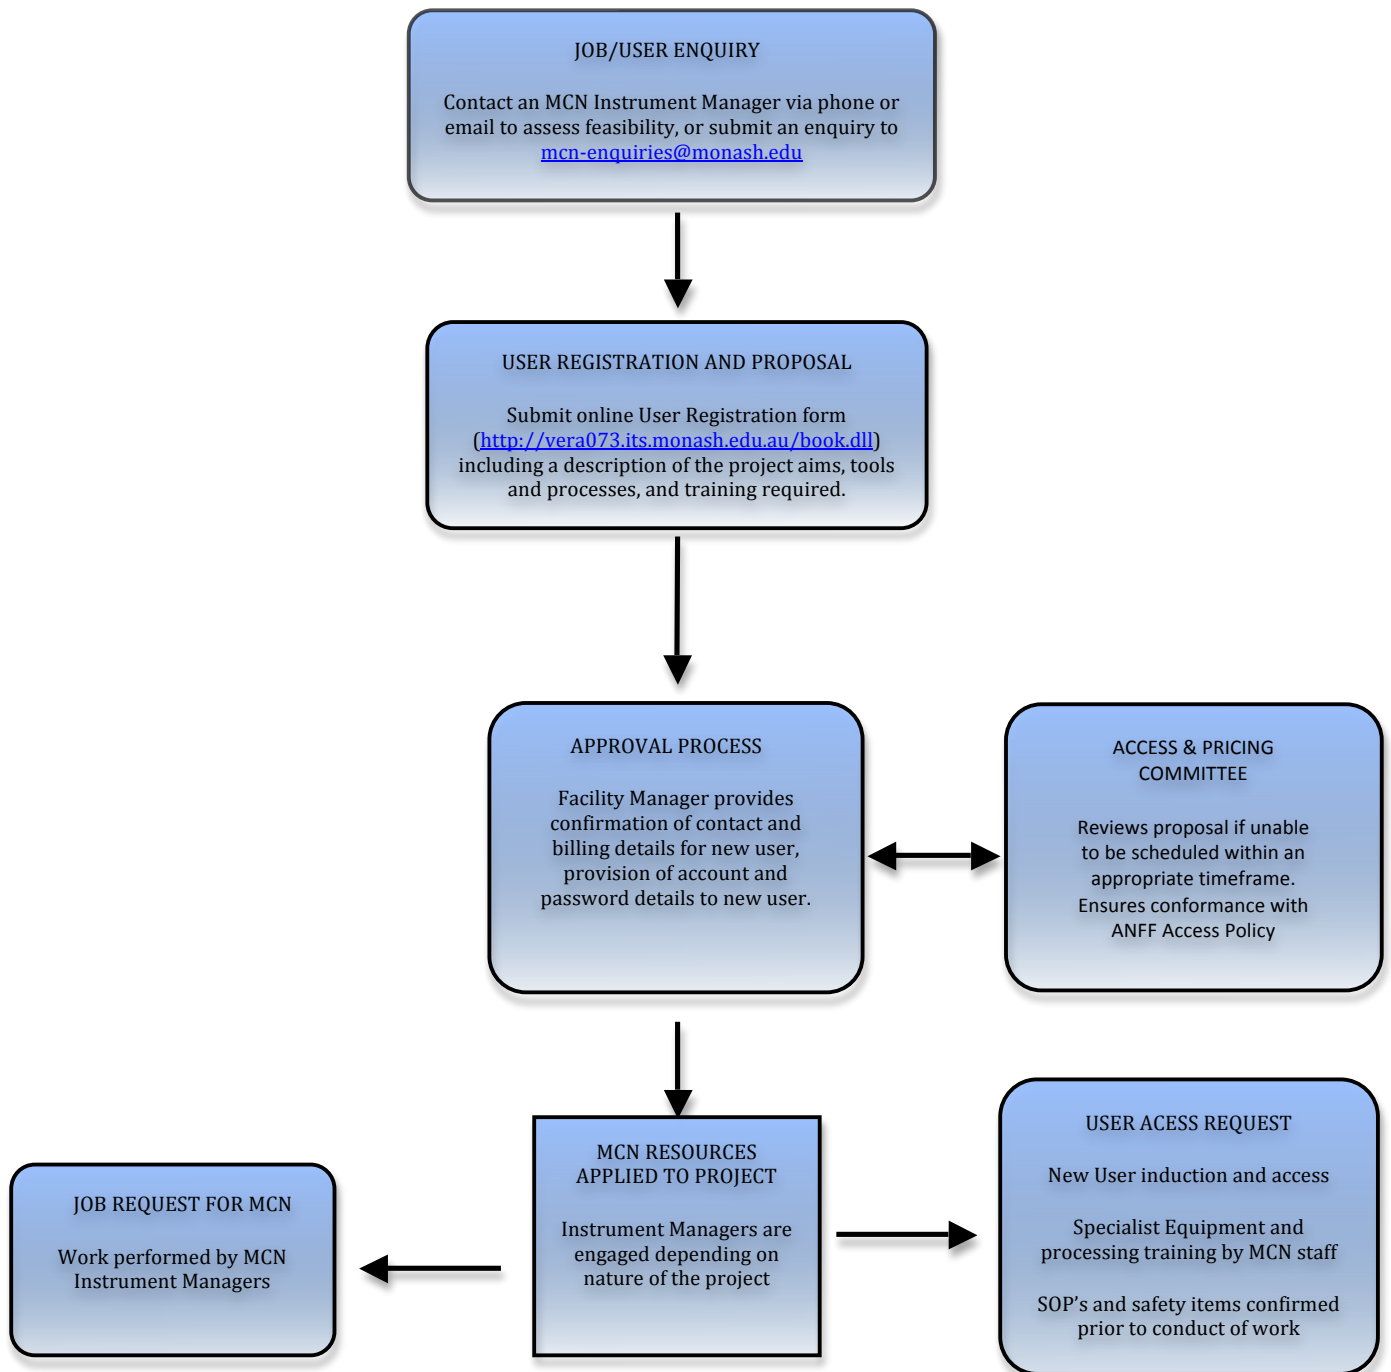 JOB/USER ENQUIRY
Contact an MCN Instrument Manager via phone or
email to assess feasibility, or submit an enquiry to
mcn-enquiries@monash.edu
USER REGISTRATION AND PROPOSAL
Submit online User Registration form
(http://vera073.its.monash.edu.au/book.dll)
including a description of the project aims, tools
and processes, and training required.
APPROVAL PROCESS
Facility Manager provides
confirmation of contact and
billing details for new user,
provision of account and
password details to new user.
ACCESS & PRICING
COMMITTEE
Reviews proposal if unable
to be scheduled within an
appropriate timeframe.
Ensures conformance with
ANFF Access Policy
MCN RESOURCES
APPLIED TO PROJECT
Instrument Managers are
engaged depending on
nature of the project
JOB REQUEST FOR MCN
Work performed by MCN
Instrument Managers
USER ACESS REQUEST
New User induction and access
Specialist Equipment and
processing training by MCN staff
SOP's and safety items confirmed
prior to conduct of work